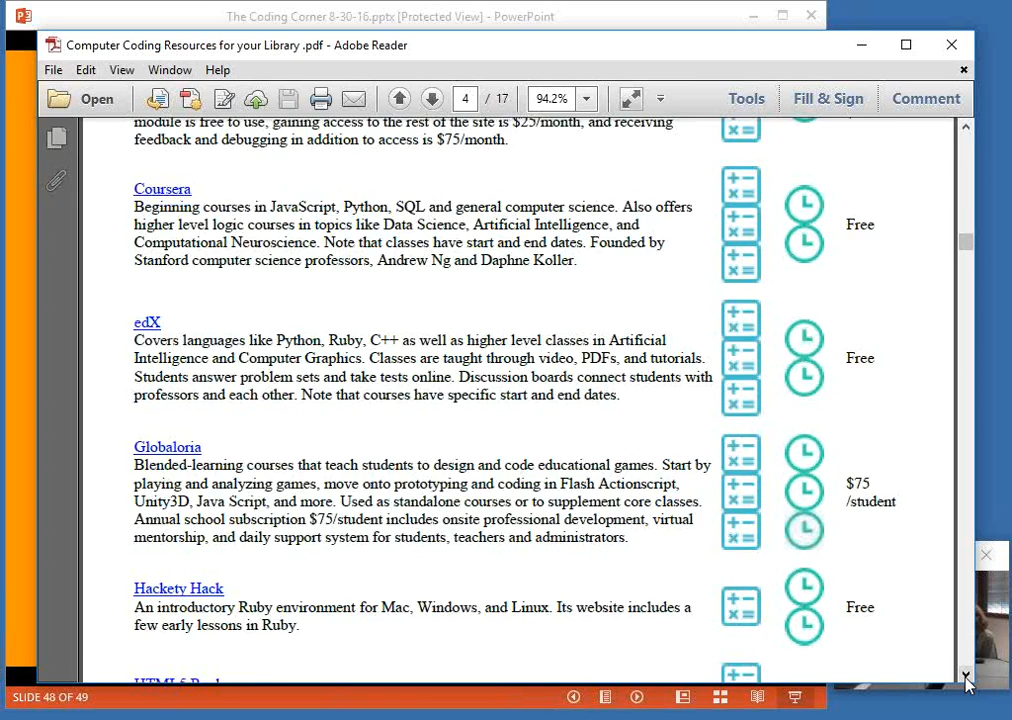 The Coding Corner 8-30-16.pptx [Protected View] - PowerPoint
Computer Coding Resources for your Library .pdf - Adobe Reader
File Edit View Window Help
Open 4 / 17 94.2% Tools Fill & Sign Comment
module is free to use, gaining access to the rest of the site is $25/month, and receiving
feedback and debugging in addition to access is $75/month.
Coursera
Beginning courses in JavaScript, Python, SQL and general computer science. Also offers
higher level logic courses in topics like Data Science, Artificial Intelligence, and
Computational Neuroscience. Note that classes have start and end dates. Founded by
Stanford computer science professors, Andrew Ng and Daphne Koller.
Free
edX
Covers languages like Python, Ruby, C++ as well as higher level classes in Artificial
Intelligence and Computer Graphics. Classes are taught through video, PDFs, and tutorials.
Students answer problem sets and take tests online. Discussion boards connect students with
professors and each other. Note that courses have specific start and end dates.
Free
Globaloria
Blended-learning courses that teach students to design and code educational games. Start by
playing and analyzing games, move onto prototyping and coding in Flash Actionscript,
Unity3D, Java Script, and more. Used as standalone courses or to supplement core classes.
Annual school subscription $75/student includes onsite professional development, virtual
mentorship, and daily support system for students, teachers and administrators.
$75
/student
Hackety Hack
An introductory Ruby environment for Mac, Windows, and Linux. Its website includes a
few early lessons in Ruby.
Free
SLIDE 48 OF 49